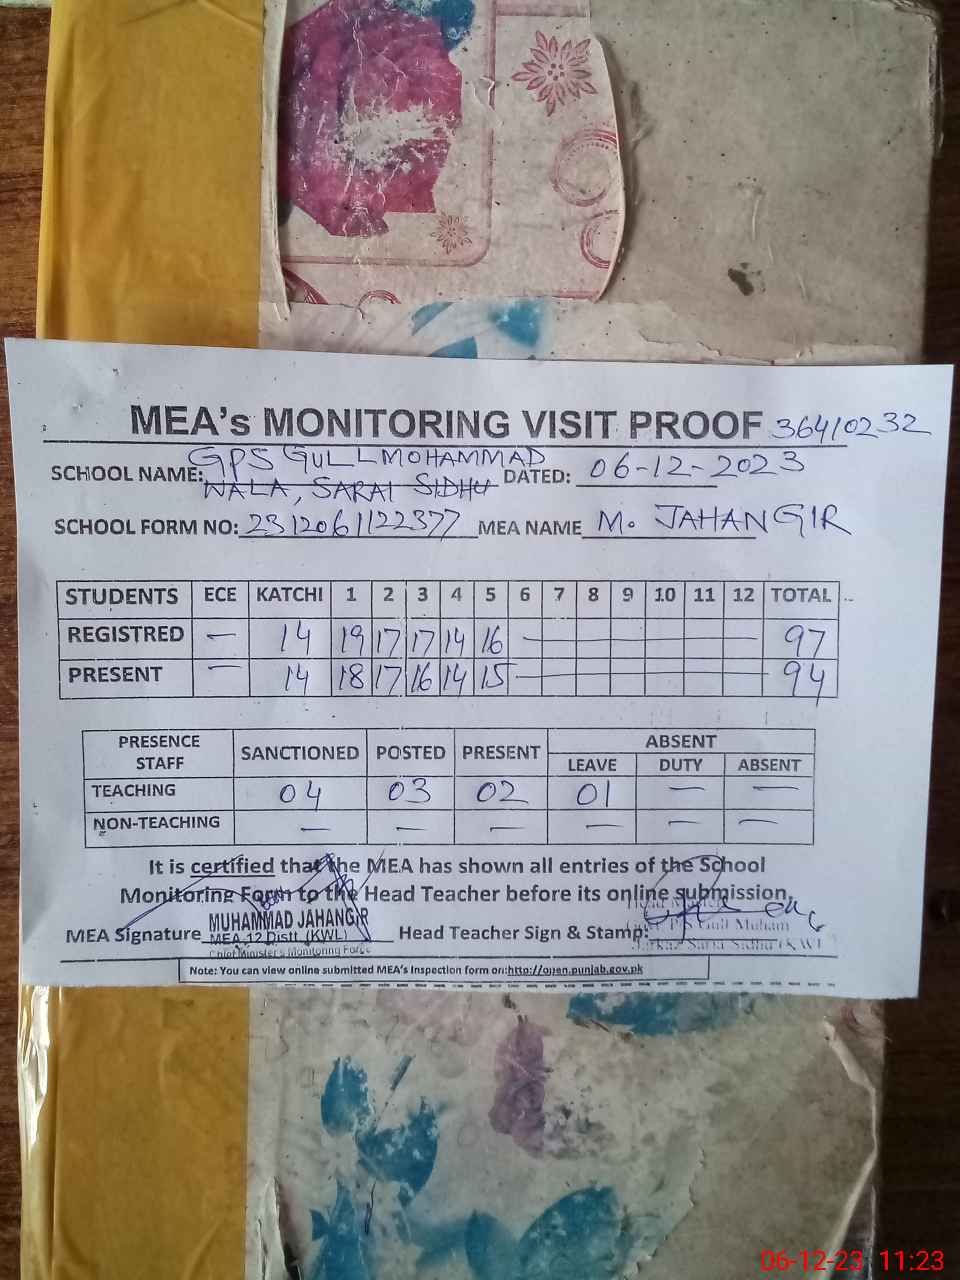 MEA's MONITORING VISIT PROOF 36410232
SCHOOL NAME: GPS GULL MOHAMMAD
WALA, SARAI SIDHU DATED: 06-12-2023
SCHOOL FORM NO: 2312061122377 MEA NAME M. JAHANGIR
STUDENTS ECE KATCHI 1 2 3 4 5 6 7 8 9 10 11 12 TOTAL
REGISTRED — 14 19 17 17 14 16 — 97
PRESENT — 14 18 17 16 14 15 — 94
PRESENCE STAFF SANCTIONED POSTED PRESENT ABSENT
LEAVE DUTY ABSENT
TEACHING 04 03 02 01 — —
NON-TEACHING — — — — — —
It is certified that the MEA has shown all entries of the School
Monitoring Form to the Head Teacher before its online submission.
MUHAMMAD JAHANGIR
MEA Signature MEA-12 Distt (KWL) Head Teacher Sign & Stamp:
Chief Minister's Monitoring Force
Note: You can view online submitted MEA's Inspection form on:http://open.punjab.gov.pk
06-12-23 11:23